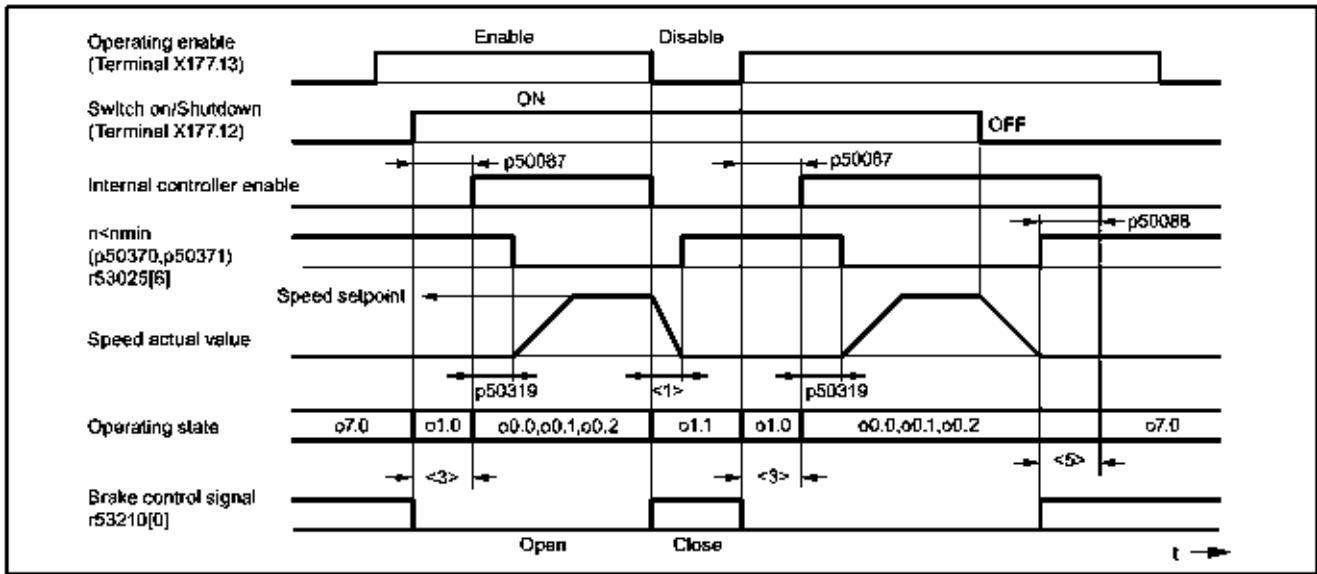 Operating enable
(Terminal X177.13)
Enable
Disable
Switch on/Shutdown
(Terminal X177.12)
ON
OFF
p50087
p50087
Internal controller enable
p50088
n<nmin
(p50370,p50371)
r53025[6]
Speed setpoint
Speed actual value
p50319
<1>
p50319
Operating state
o7.0
o1.0
o0.0,o0.1,o0.2
o1.1
o1.0
o0.0,o0.1,o0.2
o7.0
<3>
<3>
<5>
Brake control signal
r53210[0]
Open
Close
t